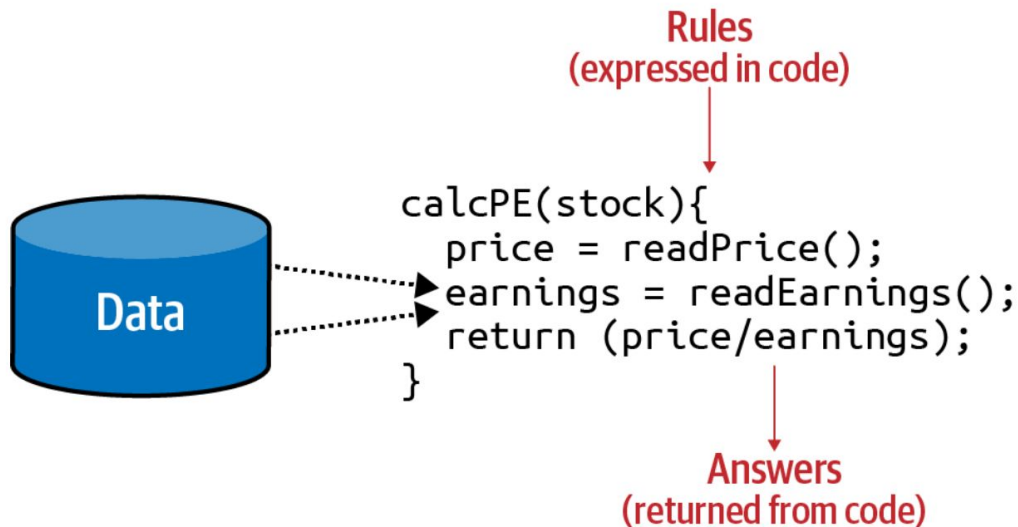 Rules
(expressed in code)
calcPE(stock){
  price = readPrice();
Data
  earnings = readEarnings();
  return (price/earnings);
}
Answers
(returned from code)